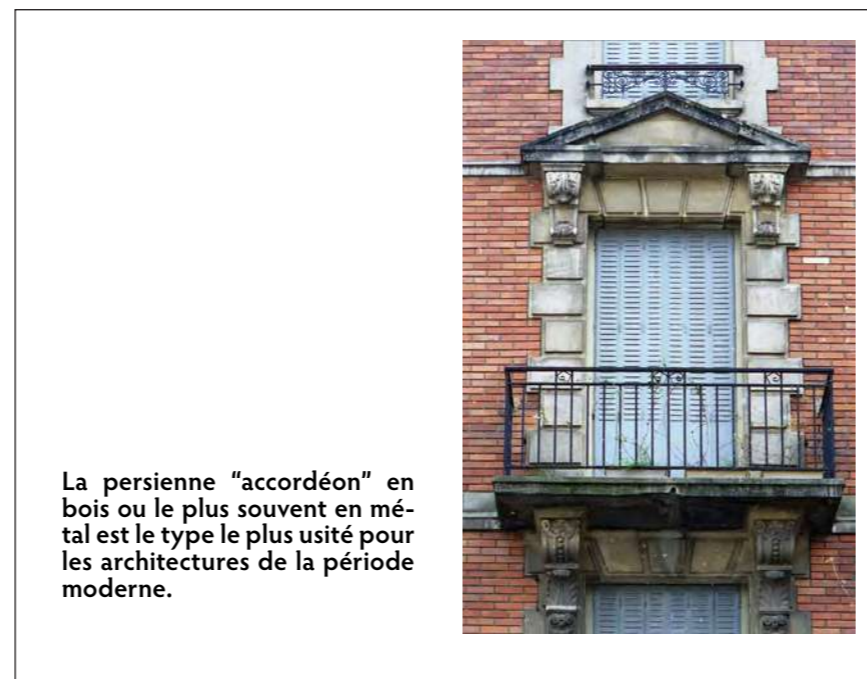 La persienne "accordéon" en
bois ou le plus souvent en mé-
tal est le type le plus usité pour
les architectures de la période
moderne.